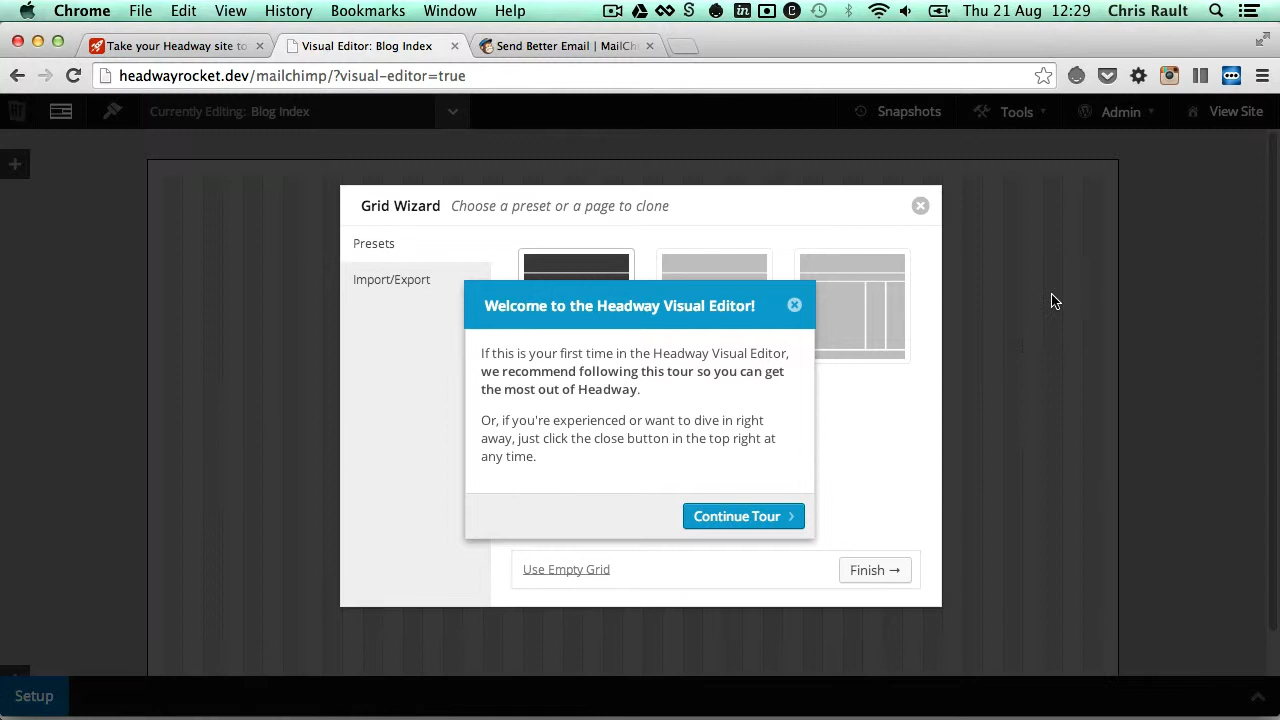 Chrome File Edit View History Bookmarks Window Help Thu 21 Aug 12:29 Chris Rault
Take your Headway site to Visual Editor: Blog Index Send Better Email | MailCh
headwayrocket.dev/mailchimp/?visual-editor=true
Currently Editing: Blog Index Snapshots Tools Admin View Site
Grid Wizard Choose a preset or a page to clone
Presets
Import/Export
Welcome to the Headway Visual Editor!
If this is your first time in the Headway Visual Editor,
we recommend following this tour so you can get
the most out of Headway.
Or, if you're experienced or want to dive in right
away, just click the close button in the top right at
any time.
Continue Tour
Use Empty Grid Finish →
Setup